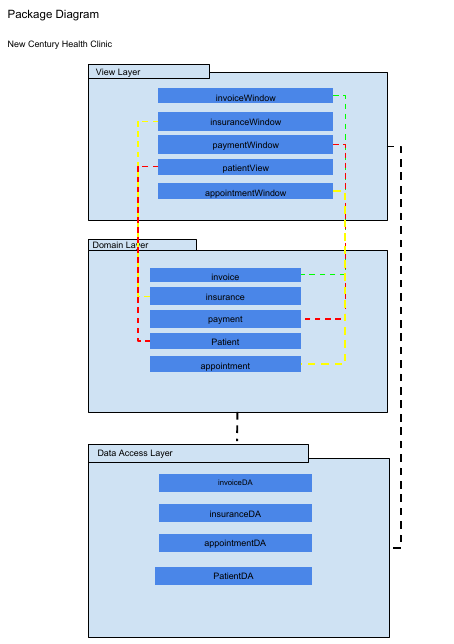 Package Diagram
New Century Health Clinic
View Layer
invoiceWindow
insuranceWindow
paymentWindow
patientView
appointmentWindow
Domain Layer
invoice
insurance
payment
Patient
appointment
Data Access Layer
invoiceDA
insuranceDA
appointmentDA
PatientDA